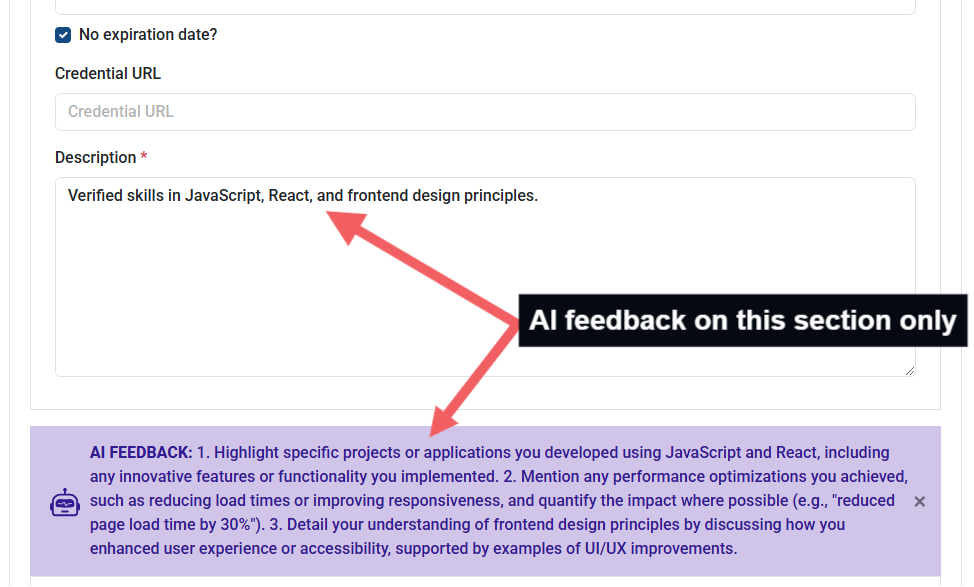 No expiration date?
Credential URL
Credential URL
Description *
Verified skills in JavaScript, React, and frontend design principles.
AI feedback on this section only
AI FEEDBACK: 1. Highlight specific projects or applications you developed using JavaScript and React, including
any innovative features or functionality you implemented. 2. Mention any performance optimizations you achieved,
such as reducing load times or improving responsiveness, and quantify the impact where possible (e.g., "reduced
page load time by 30%"). 3. Detail your understanding of frontend design principles by discussing how you
enhanced user experience or accessibility, supported by examples of UI/UX improvements.